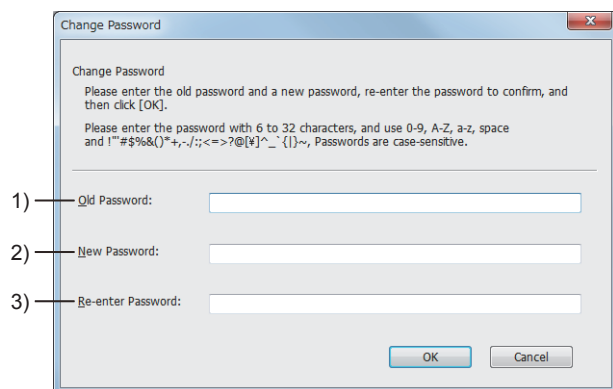 Change Password
Change Password
Please enter the old password and a new password, re-enter the password to confirm, and
then click [OK].
Please enter the password with 6 to 32 characters, and use 0-9, A-Z, a-z, space
and !"'#$%&()*+,-./:;<=>?@[¥]^_`{|}~, Passwords are case-sensitive.
1) Old Password:
2) New Password:
3) Re-enter Password:
OK Cancel